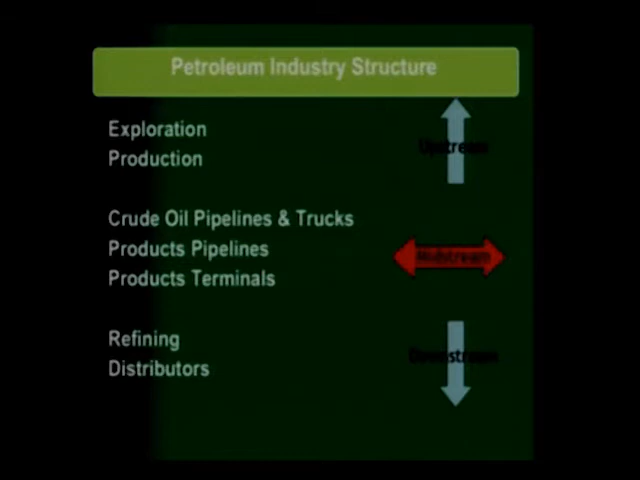 Petroleum Industry Structure
Exploration
Production
Upstream
Crude Oil Pipelines & Trucks
Products Pipelines
Products Terminals
Midstream
Refining
Distributors
Downstream